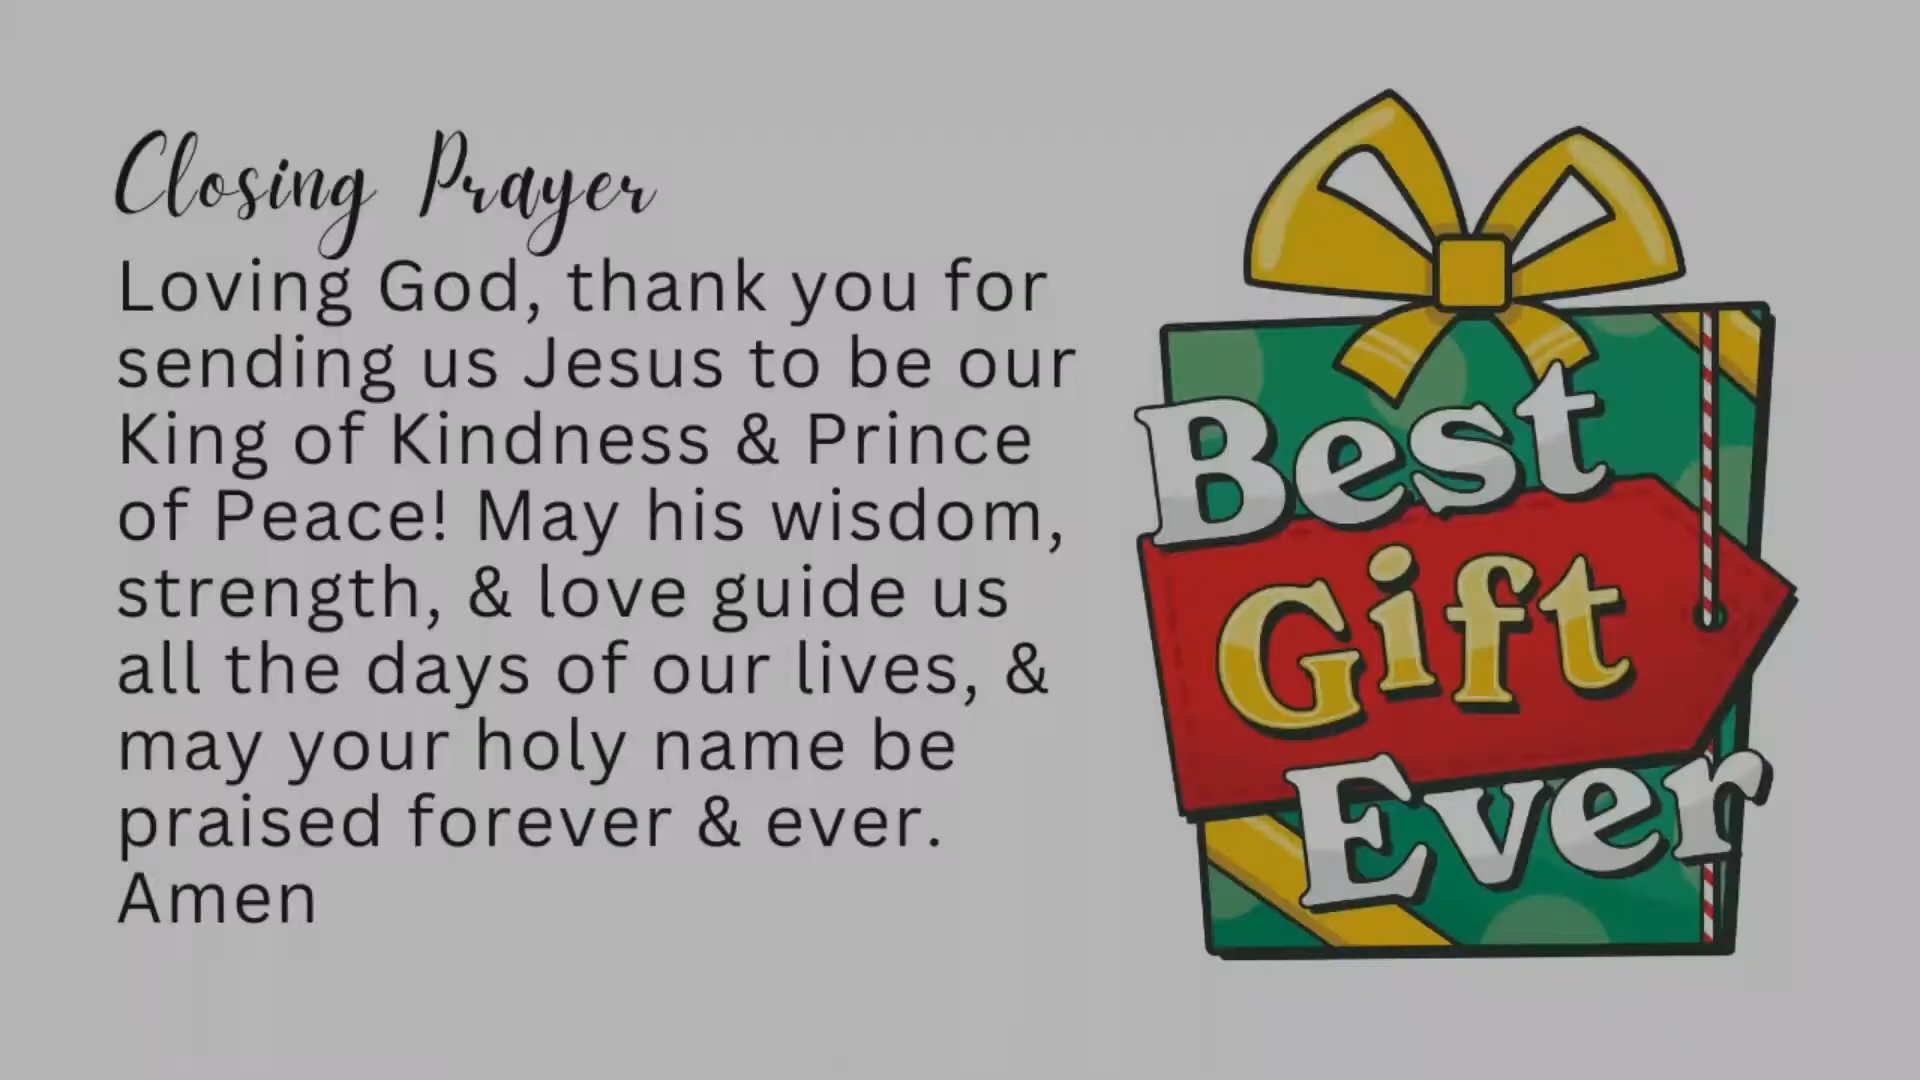 Closing Prayer
Loving God, thank you for
sending us Jesus to be our
King of Kindness & Prince
of Peace! May his wisdom,
strength, & love guide us
all the days of our lives, &
may your holy name be
praised forever & ever.
Amen
Best
Gift
Ever